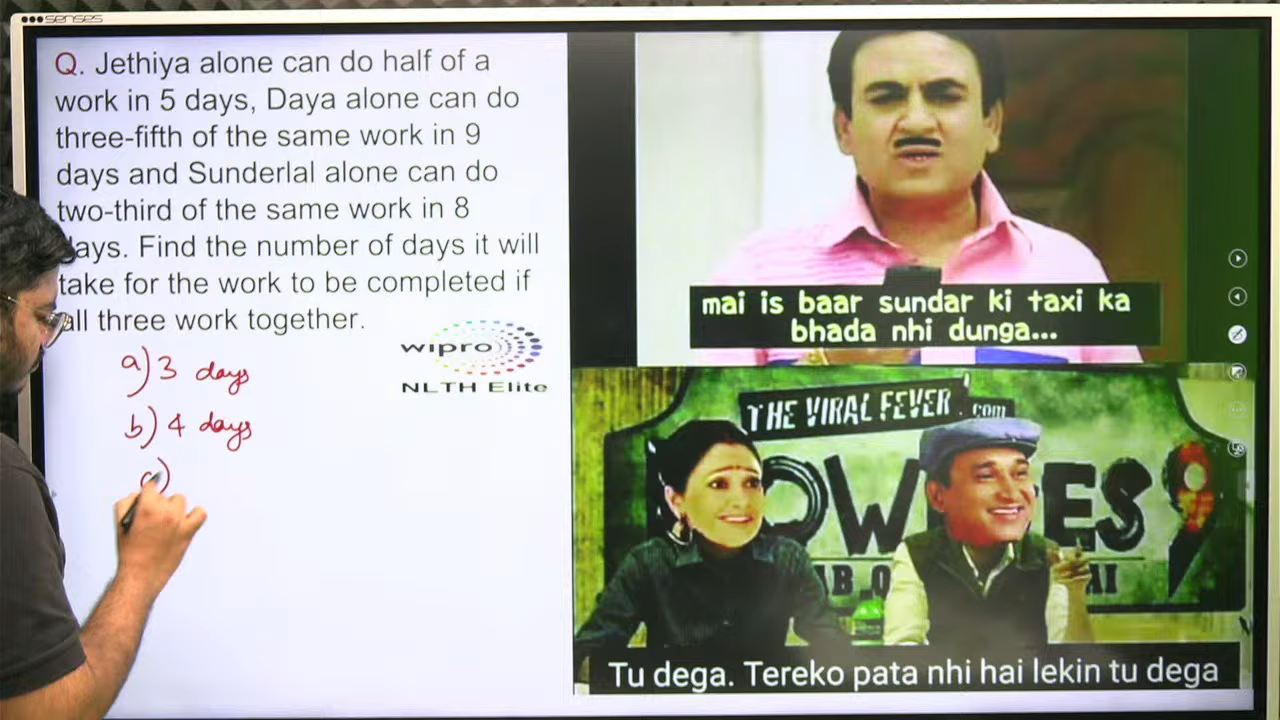 senses
Q. Jethiya alone can do half of a
work in 5 days, Daya alone can do
three-fifth of the same work in 9
days and Sunderlal alone can do
two-third of the same work in 8
days. Find the number of days it will
take for the work to be completed if
all three work together.
a) 3 days
b) 4 days
c)
wipro
NLTH Elite
mai is baar sundar ki taxi ka
bhada nhi dunga...
THE VIRAL FEVER .com
Tu dega. Tereko pata nhi hai lekin tu dega